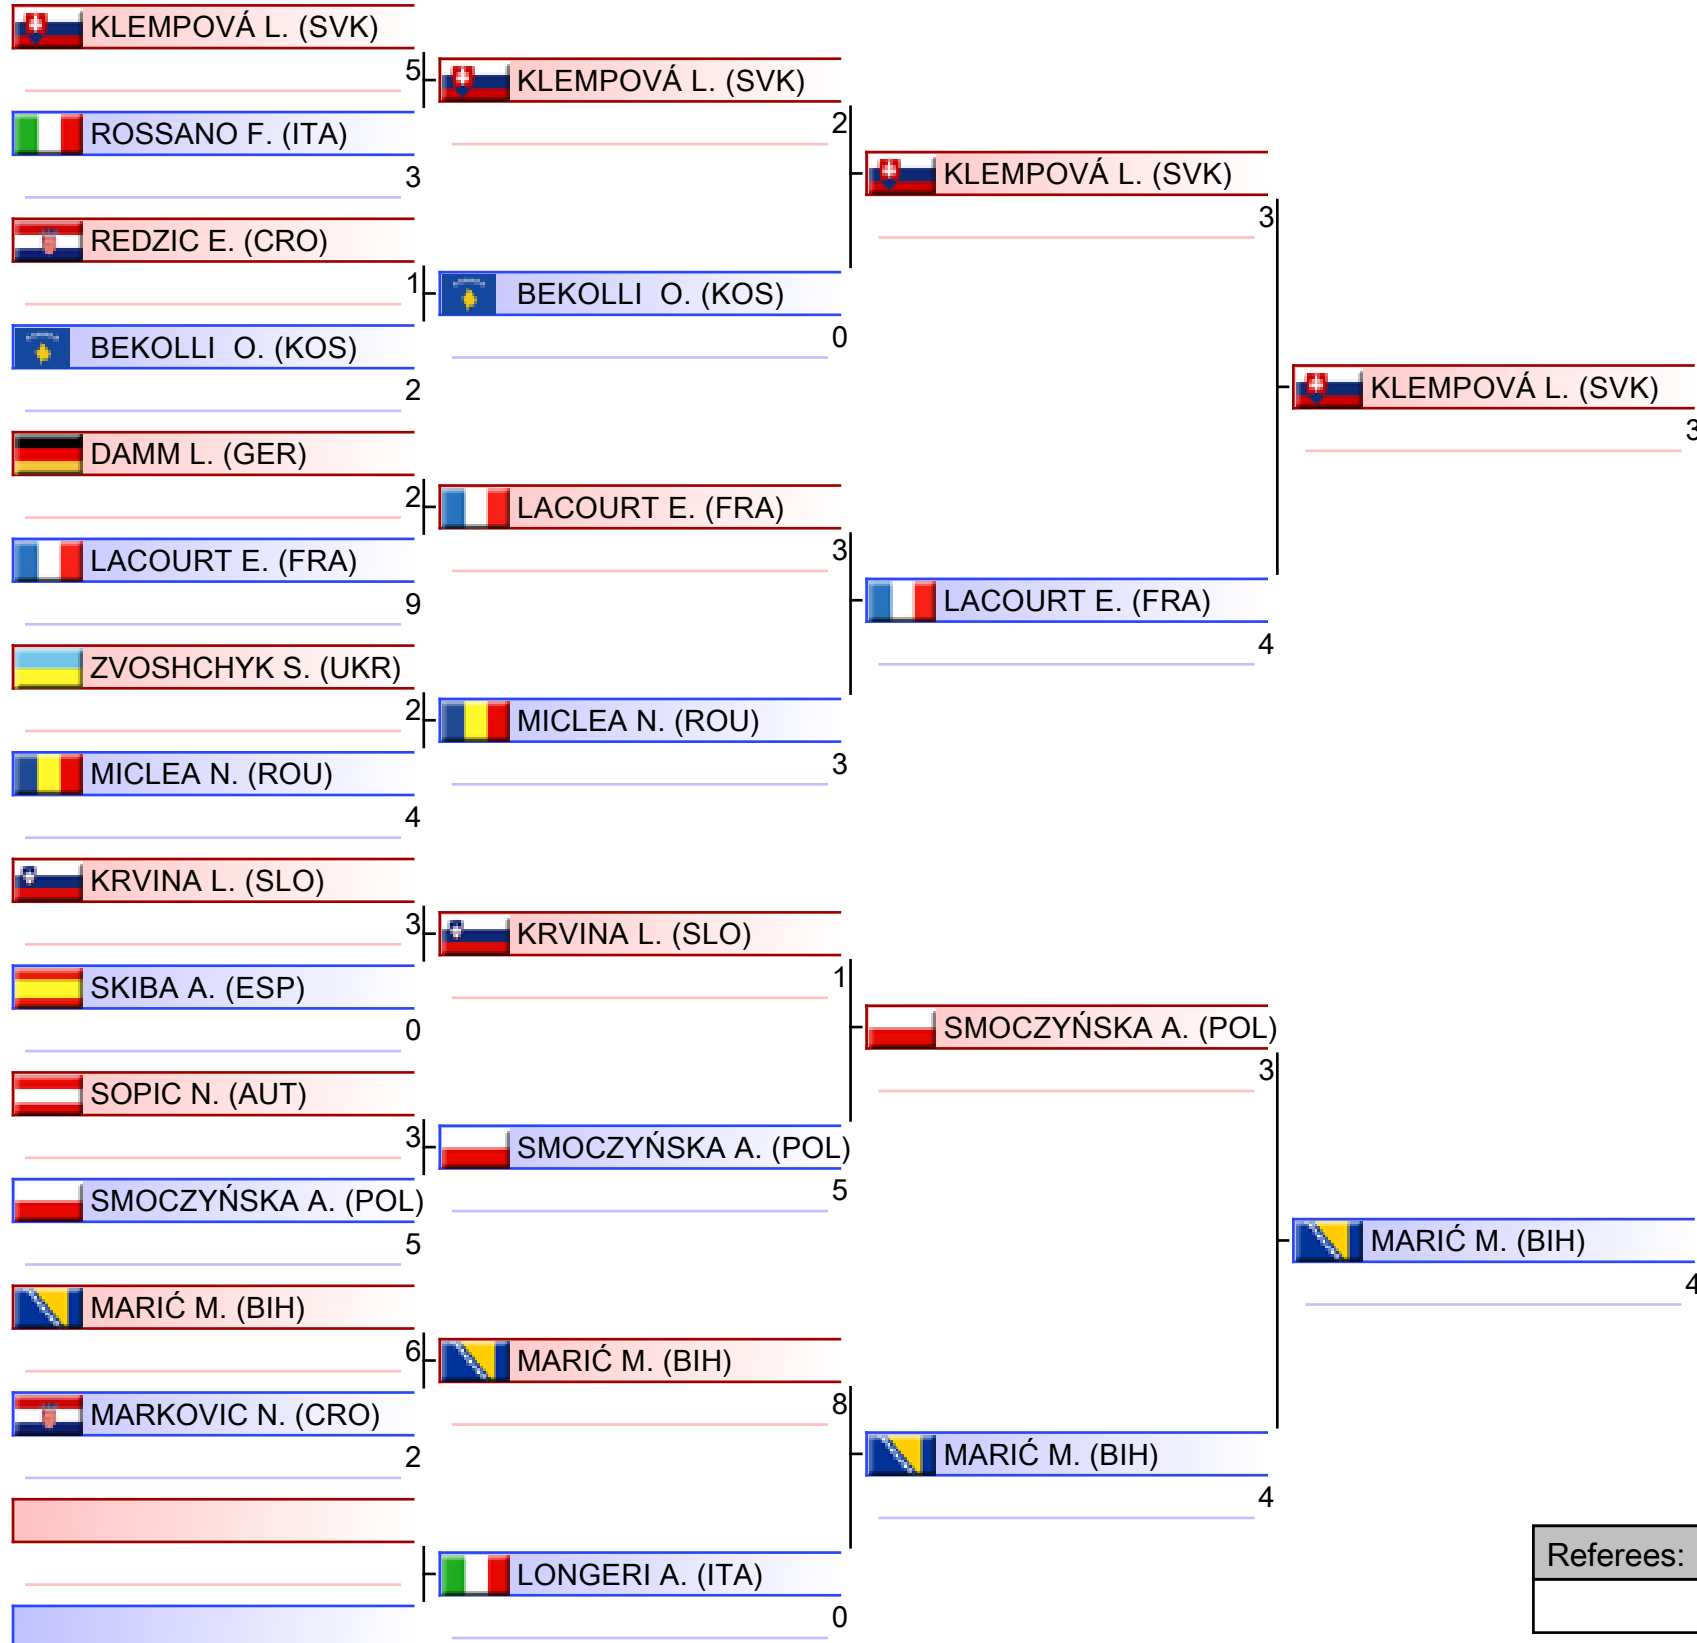 KLEMPOVÁ L. (SVK)
5
ROSSANO F. (ITA)
3
REDZIC E. (CRO)
1
BEKOLLI  O. (KOS)
2
DAMM L. (GER)
2
LACOURT E. (FRA)
9
ZVOSHCHYK S. (UKR)
2
MICLEA N. (ROU)
4
KRVINA L. (SLO)
3
SKIBA A. (ESP)
0
SOPIC N. (AUT)
3
SMOCZYŃSKA A. (POL)
5
MARIĆ M. (BIH)
6
MARKOVIC N. (CRO)
2
KLEMPOVÁ L. (SVK)
2
BEKOLLI  O. (KOS)
0
LACOURT E. (FRA)
3
MICLEA N. (ROU)
3
KRVINA L. (SLO)
1
SMOCZYŃSKA A. (POL)
5
MARIĆ M. (BIH)
8
LONGERI A. (ITA)
0
KLEMPOVÁ L. (SVK)
3
LACOURT E. (FRA)
4
SMOCZYŃSKA A. (POL)
3
MARIĆ M. (BIH)
4
KLEMPOVÁ L. (SVK)
3
MARIĆ M. (BIH)
4
Referees: